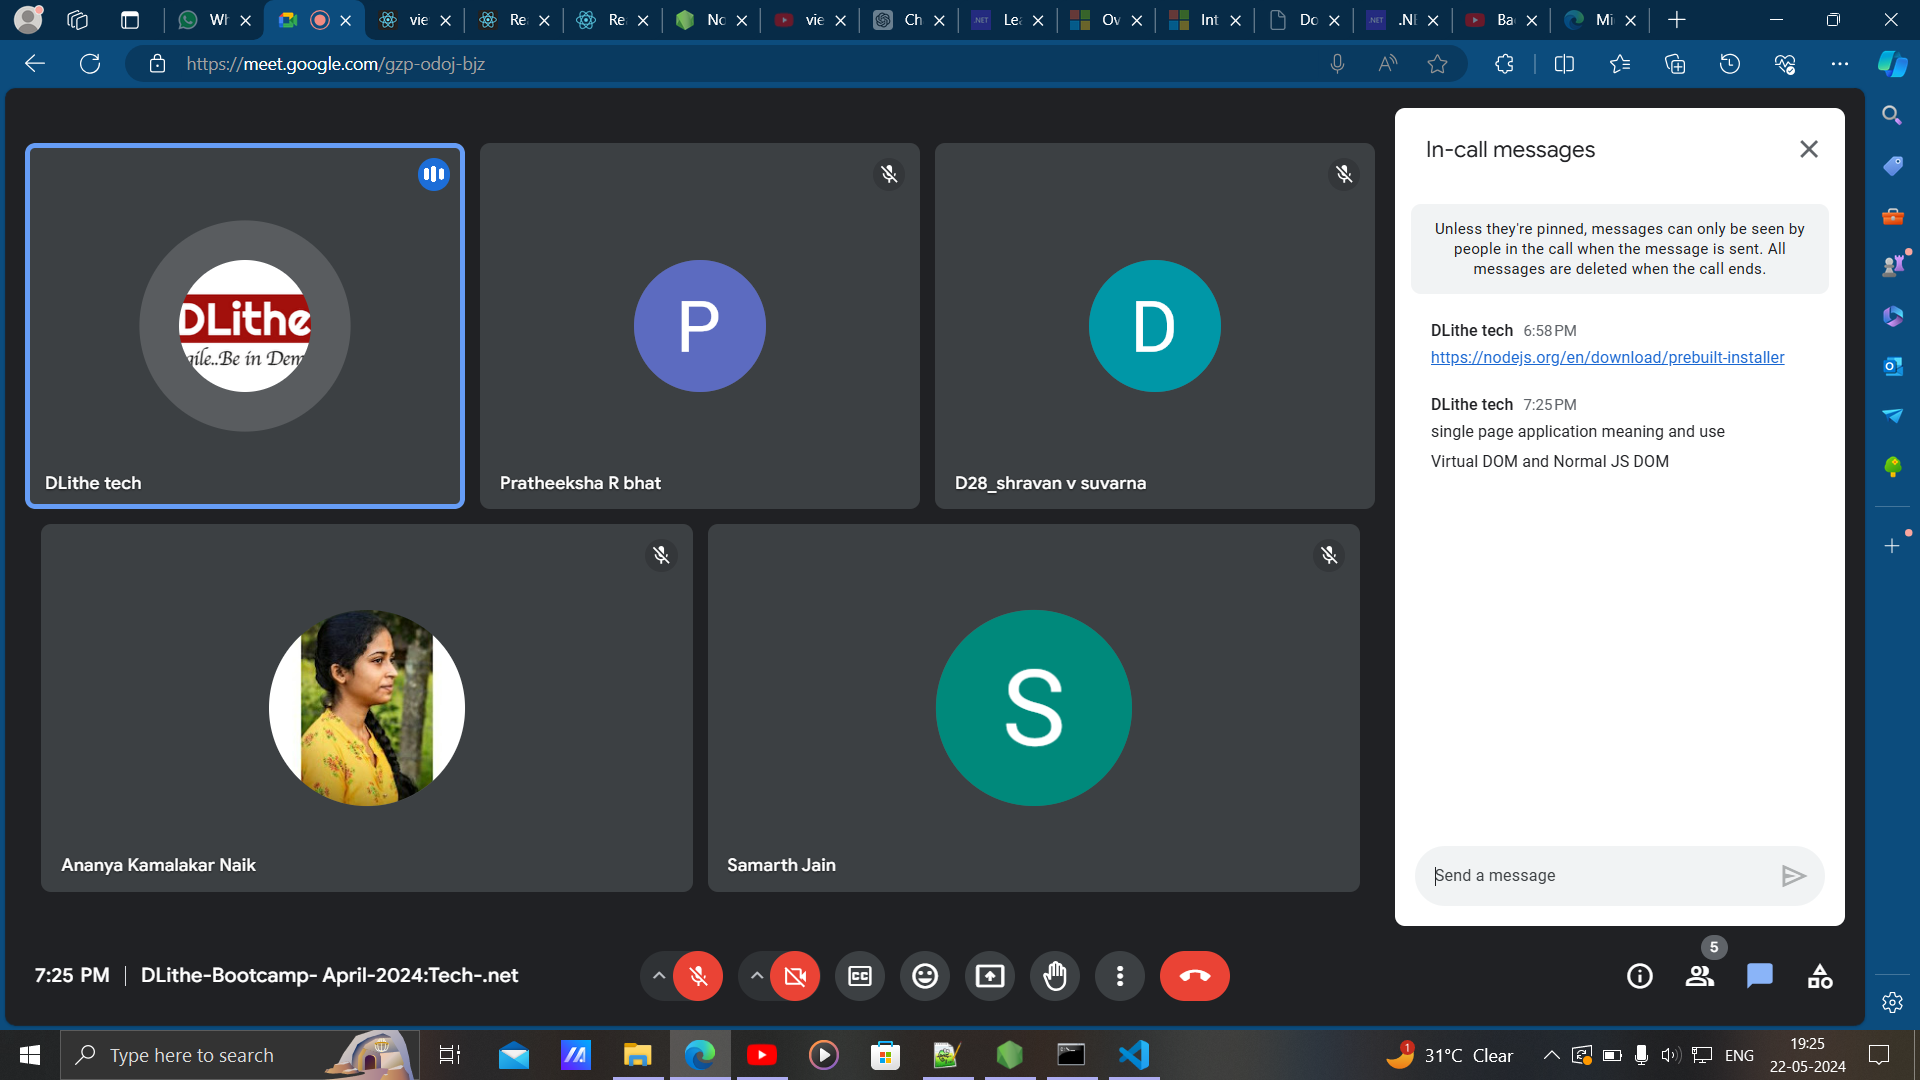 Wh
vie
Rea
Rea
No
vie
Ch
Lea
Ov
Int
Do
.NE
Ba
Mi
https://meet.google.com/gzp-odoj-bjz
DLithe
gile..Be in Dem
DLithe tech
P
Pratheeksha R bhat
D
D28_shravan v suvarna
Ananya Kamalakar Naik
S
Samarth Jain
In-call messages
Unless they're pinned, messages can only be seen by
people in the call when the message is sent. All
messages are deleted when the call ends.
DLithe tech 6:58 PM
https://nodejs.org/en/download/prebuilt-installer
DLithe tech 7:25 PM
single page application meaning and use
Virtual DOM and Normal JS DOM
Send a message
7:25 PM | DLithe-Bootcamp- April-2024:Tech-.net
CC
5
Type here to search
1
31°C Clear
ENG
19:25
22-05-2024